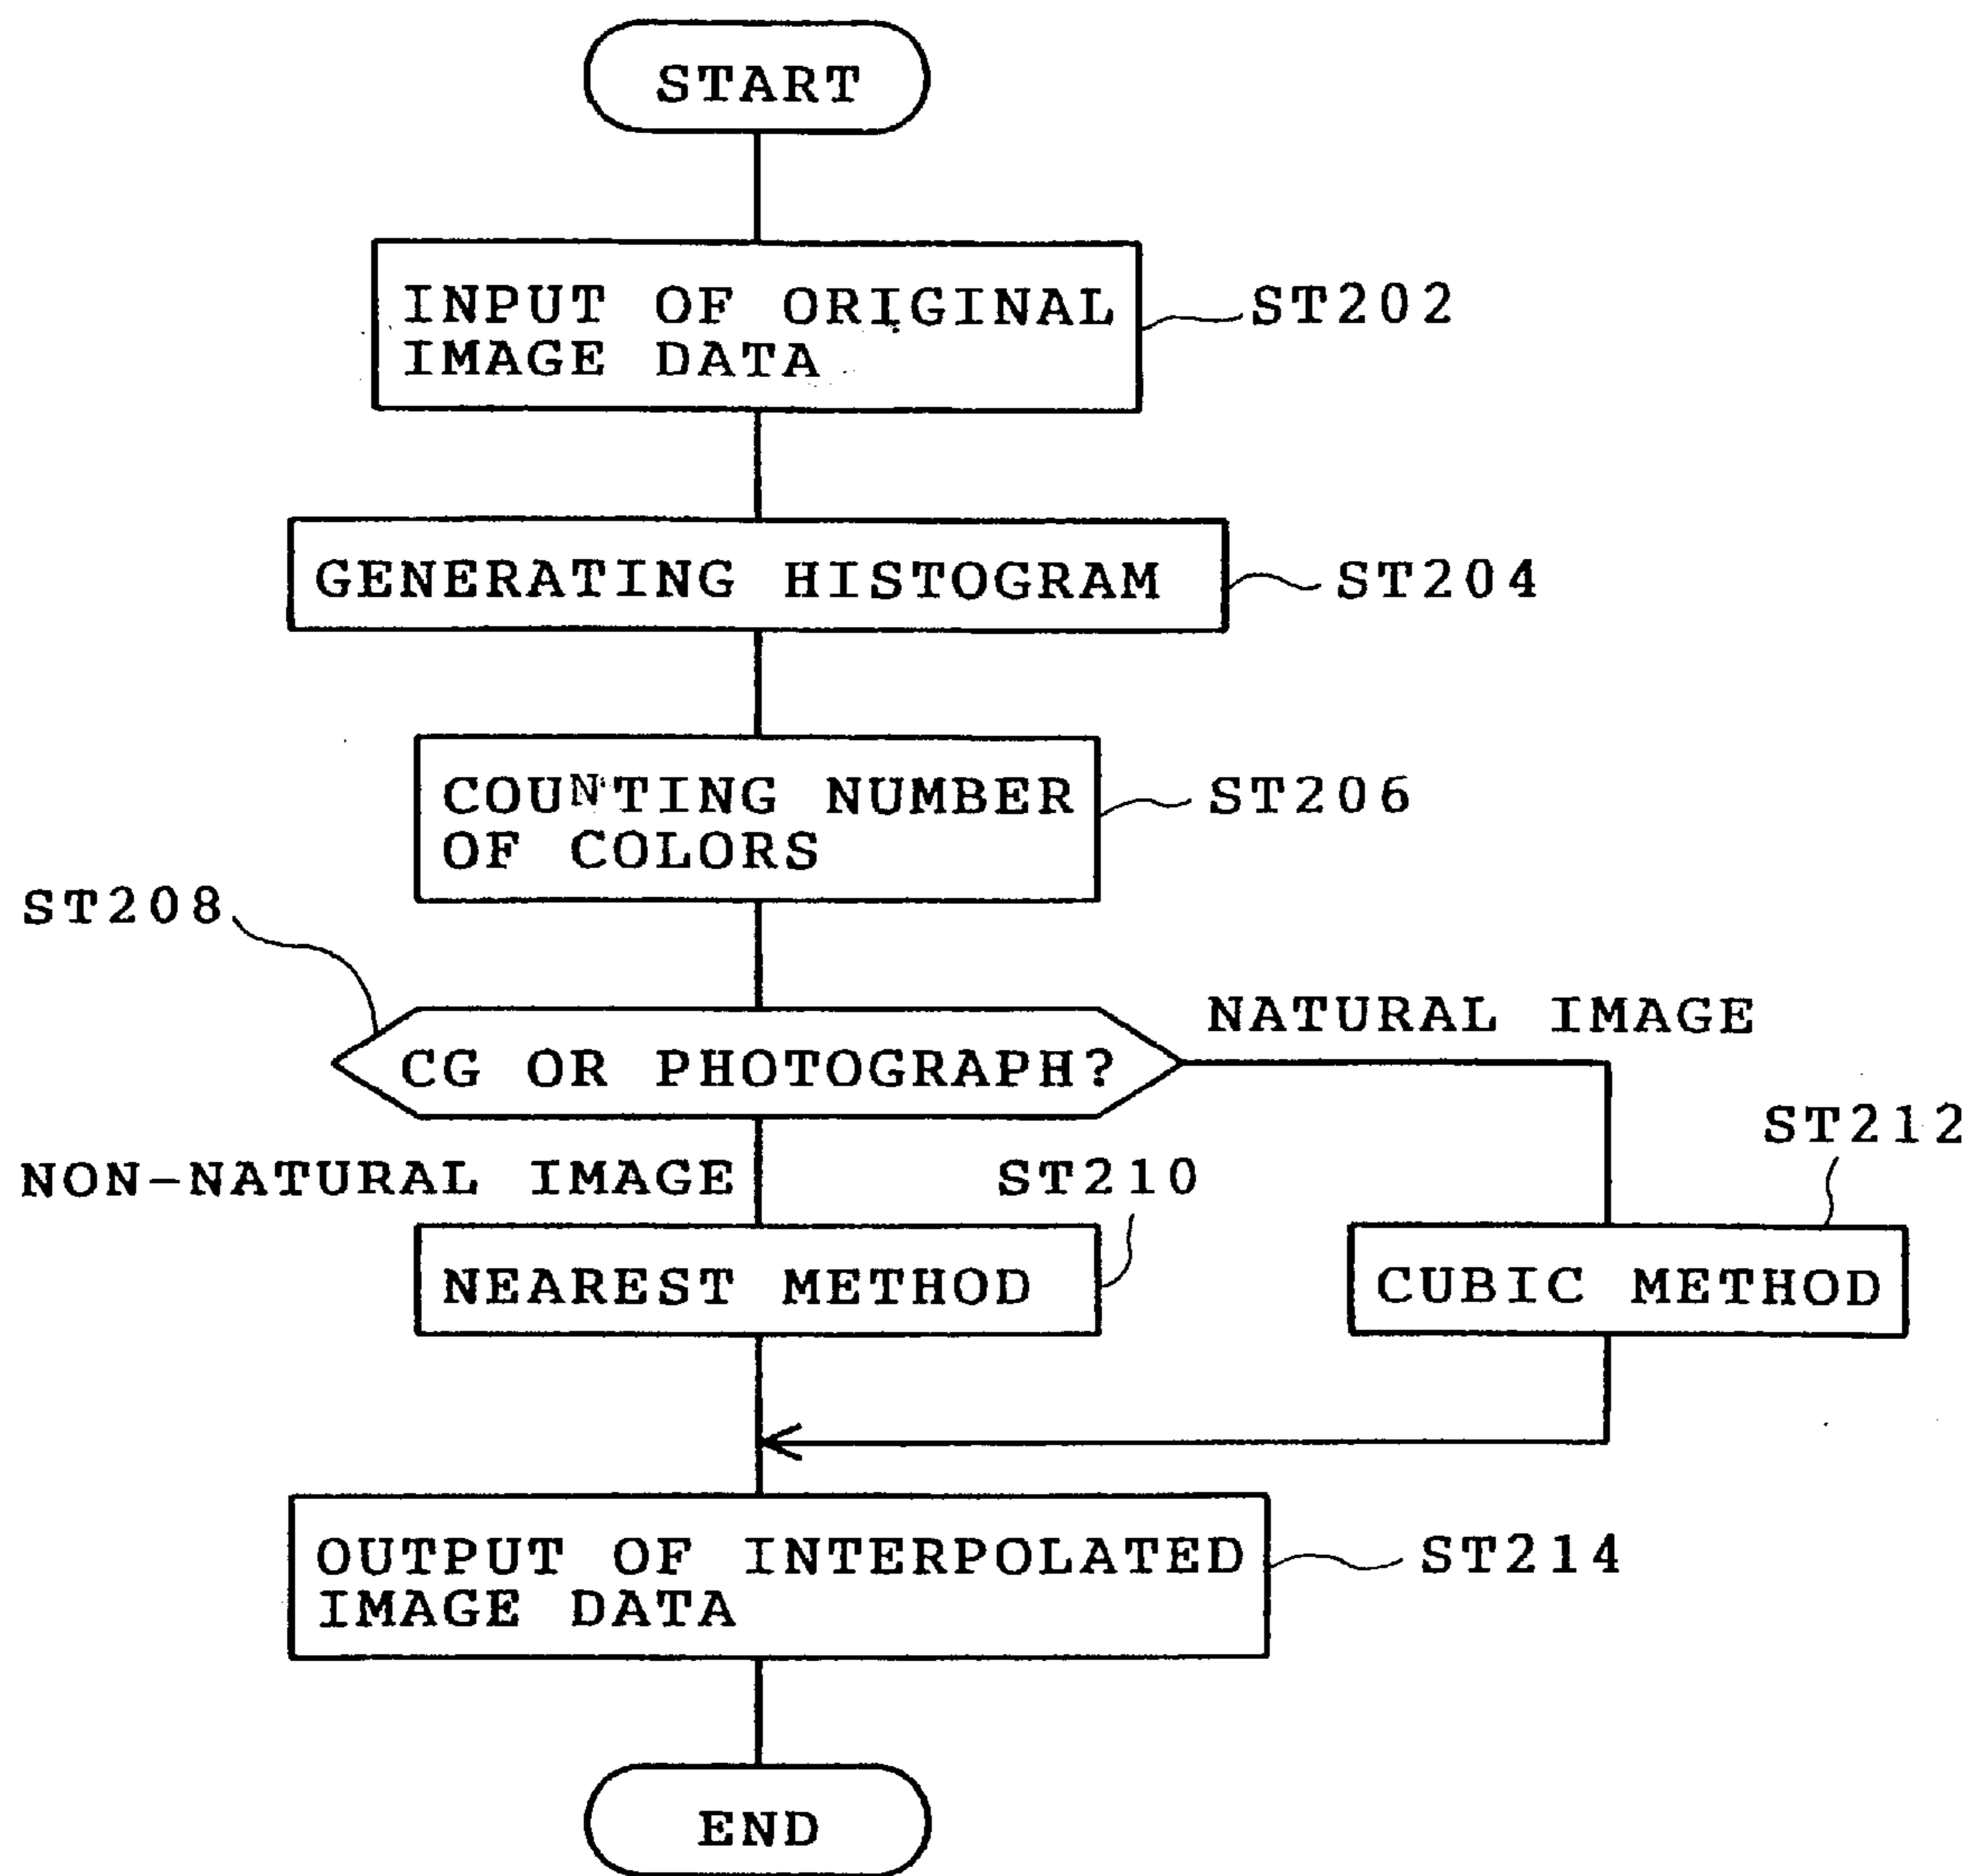 START
INPUT OF ORIGINAL
IMAGE DATA
ST202
GENERATING HISTOGRAM
ST204
COUNTING NUMBER
OF COLORS
ST206
ST208
CG OR PHOTOGRAPH?
NATURAL IMAGE
NON-NATURAL IMAGE
ST210
ST212
NEAREST METHOD
CUBIC METHOD
OUTPUT OF INTERPOLATED
IMAGE DATA
ST214
END